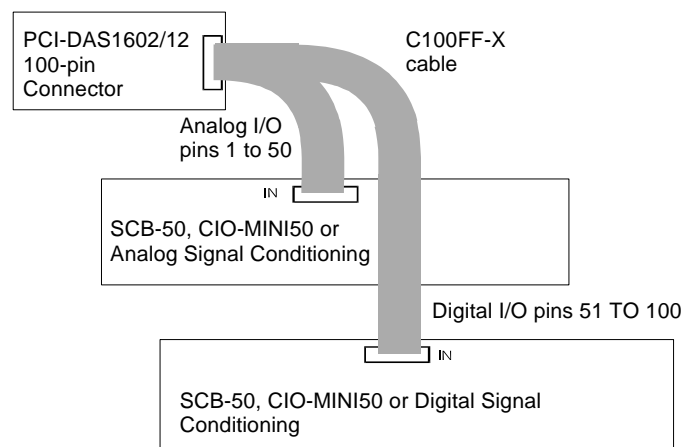 PCI-DAS1602/12
100-pin
Connector
C100FF-X
cable
Analog I/O
pins 1 to 50
IN
SCB-50, CIO-MINI50 or
Analog Signal Conditioning
Digital I/O pins 51 TO 100
IN
SCB-50, CIO-MINI50 or Digital Signal
Conditioning